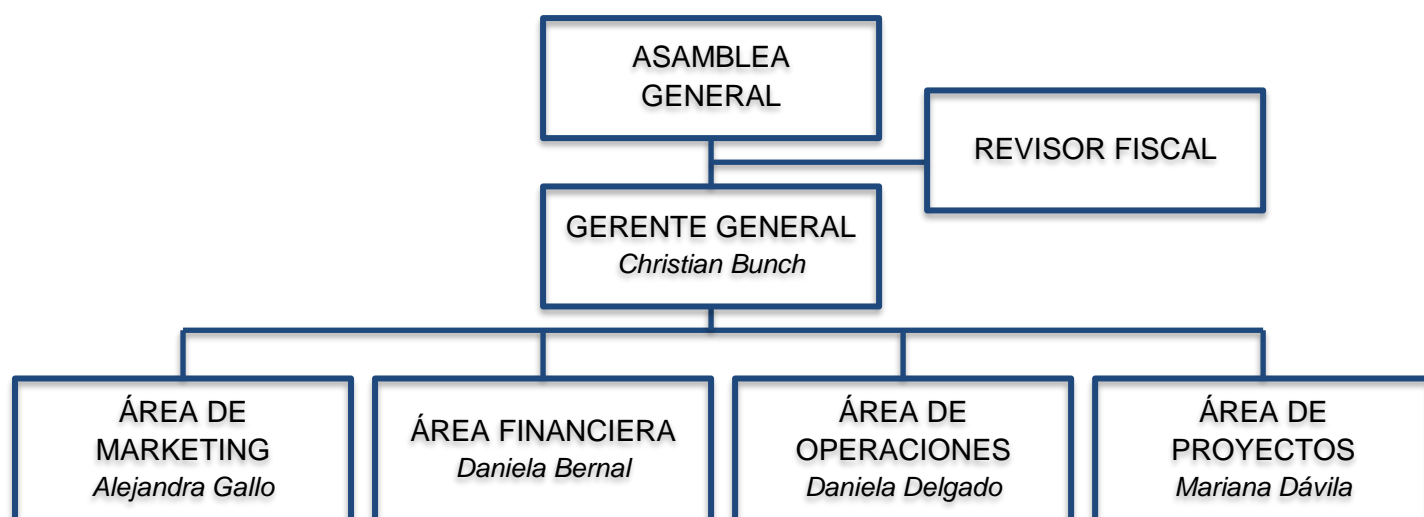 ASAMBLEA
GENERAL
REVISOR FISCAL
GERENTE GENERAL
Christian Bunch
ÁREA DE
MARKETING
Alejandra Gallo
ÁREA FINANCIERA
Daniela Bernal
ÁREA DE
OPERACIONES
Daniela Delgado
ÁREA DE
PROYECTOS
Mariana Dávila